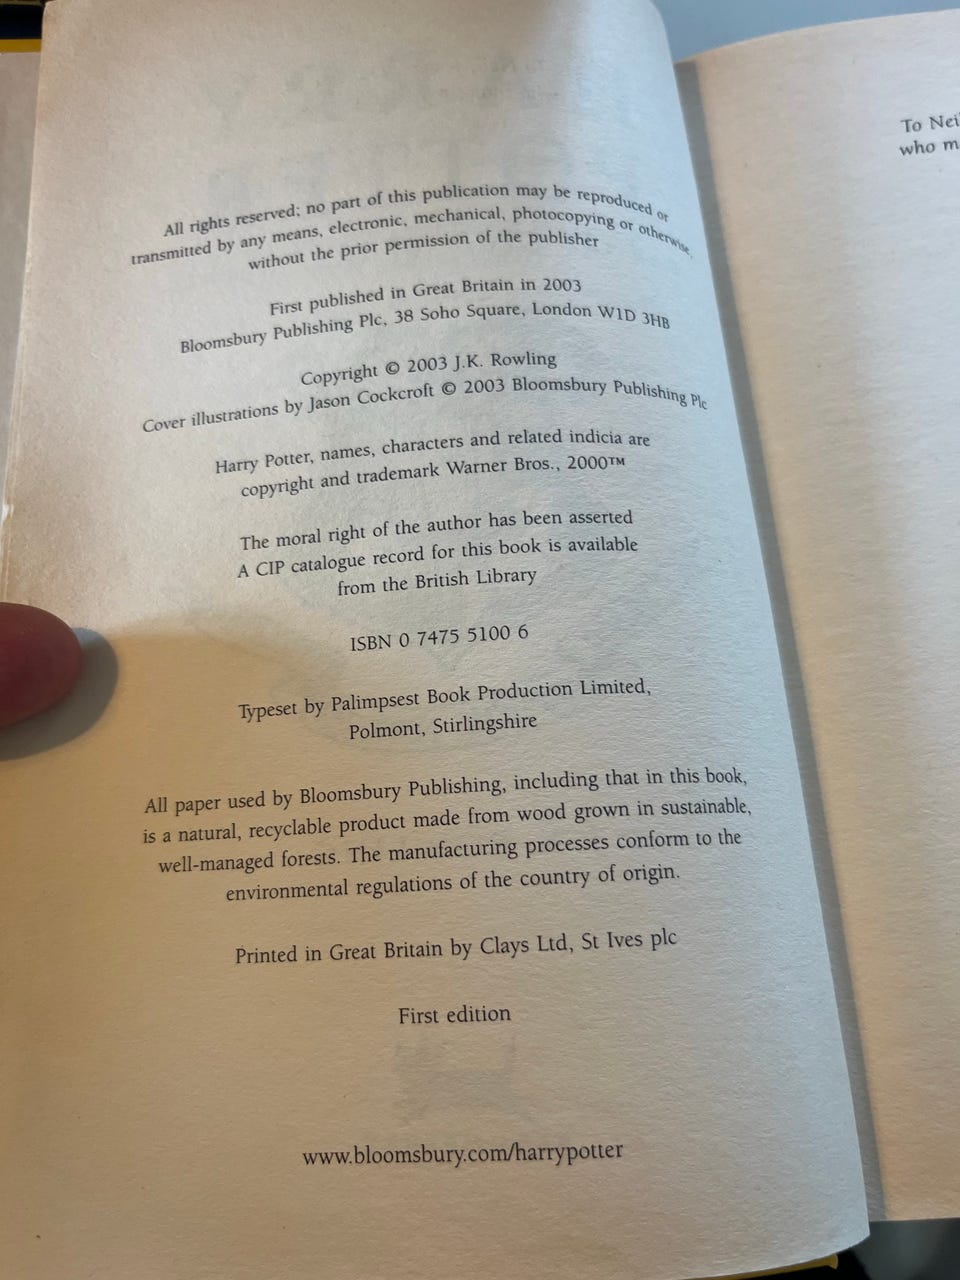 All rights reserved; no part of this publication may be reproduced or
transmitted by any means, electronic, mechanical, photocopying or otherwise,
without the prior permission of the publisher
First published in Great Britain in 2003
Bloomsbury Publishing Plc, 38 Soho Square, London W1D 3HB
Copyright © 2003 J.K. Rowling
Cover illustrations by Jason Cockcroft © 2003 Bloomsbury Publishing Plc
Harry Potter, names, characters and related indicia are
copyright and trademark Warner Bros., 2000™
The moral right of the author has been asserted
A CIP catalogue record for this book is available
from the British Library
ISBN 0 7475 5100 6
Typeset by Palimpsest Book Production Limited,
Polmont, Stirlingshire
All paper used by Bloomsbury Publishing, including that in this book,
is a natural, recyclable product made from wood grown in sustainable,
well-managed forests. The manufacturing processes conform to the
environmental regulations of the country of origin.
Printed in Great Britain by Clays Ltd, St Ives plc
First edition
www.bloomsbury.com/harrypotter
To Nei
who m